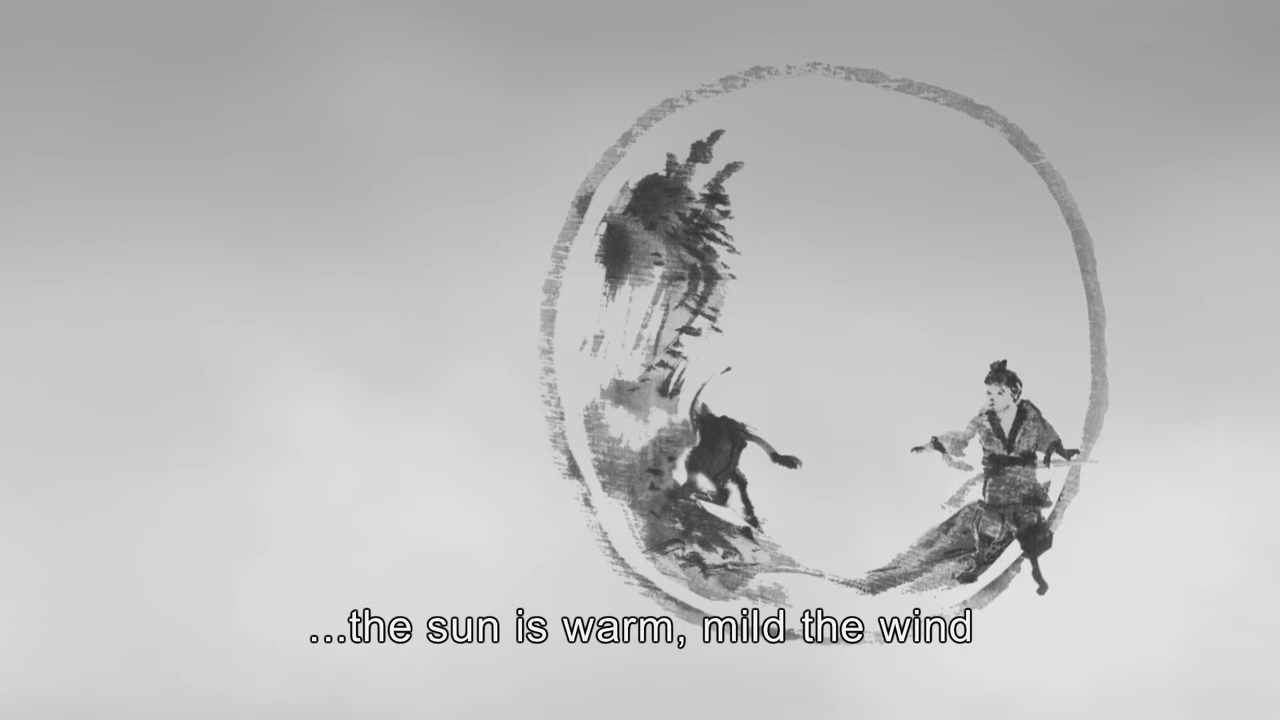 ...the sun is warm, mild the wind